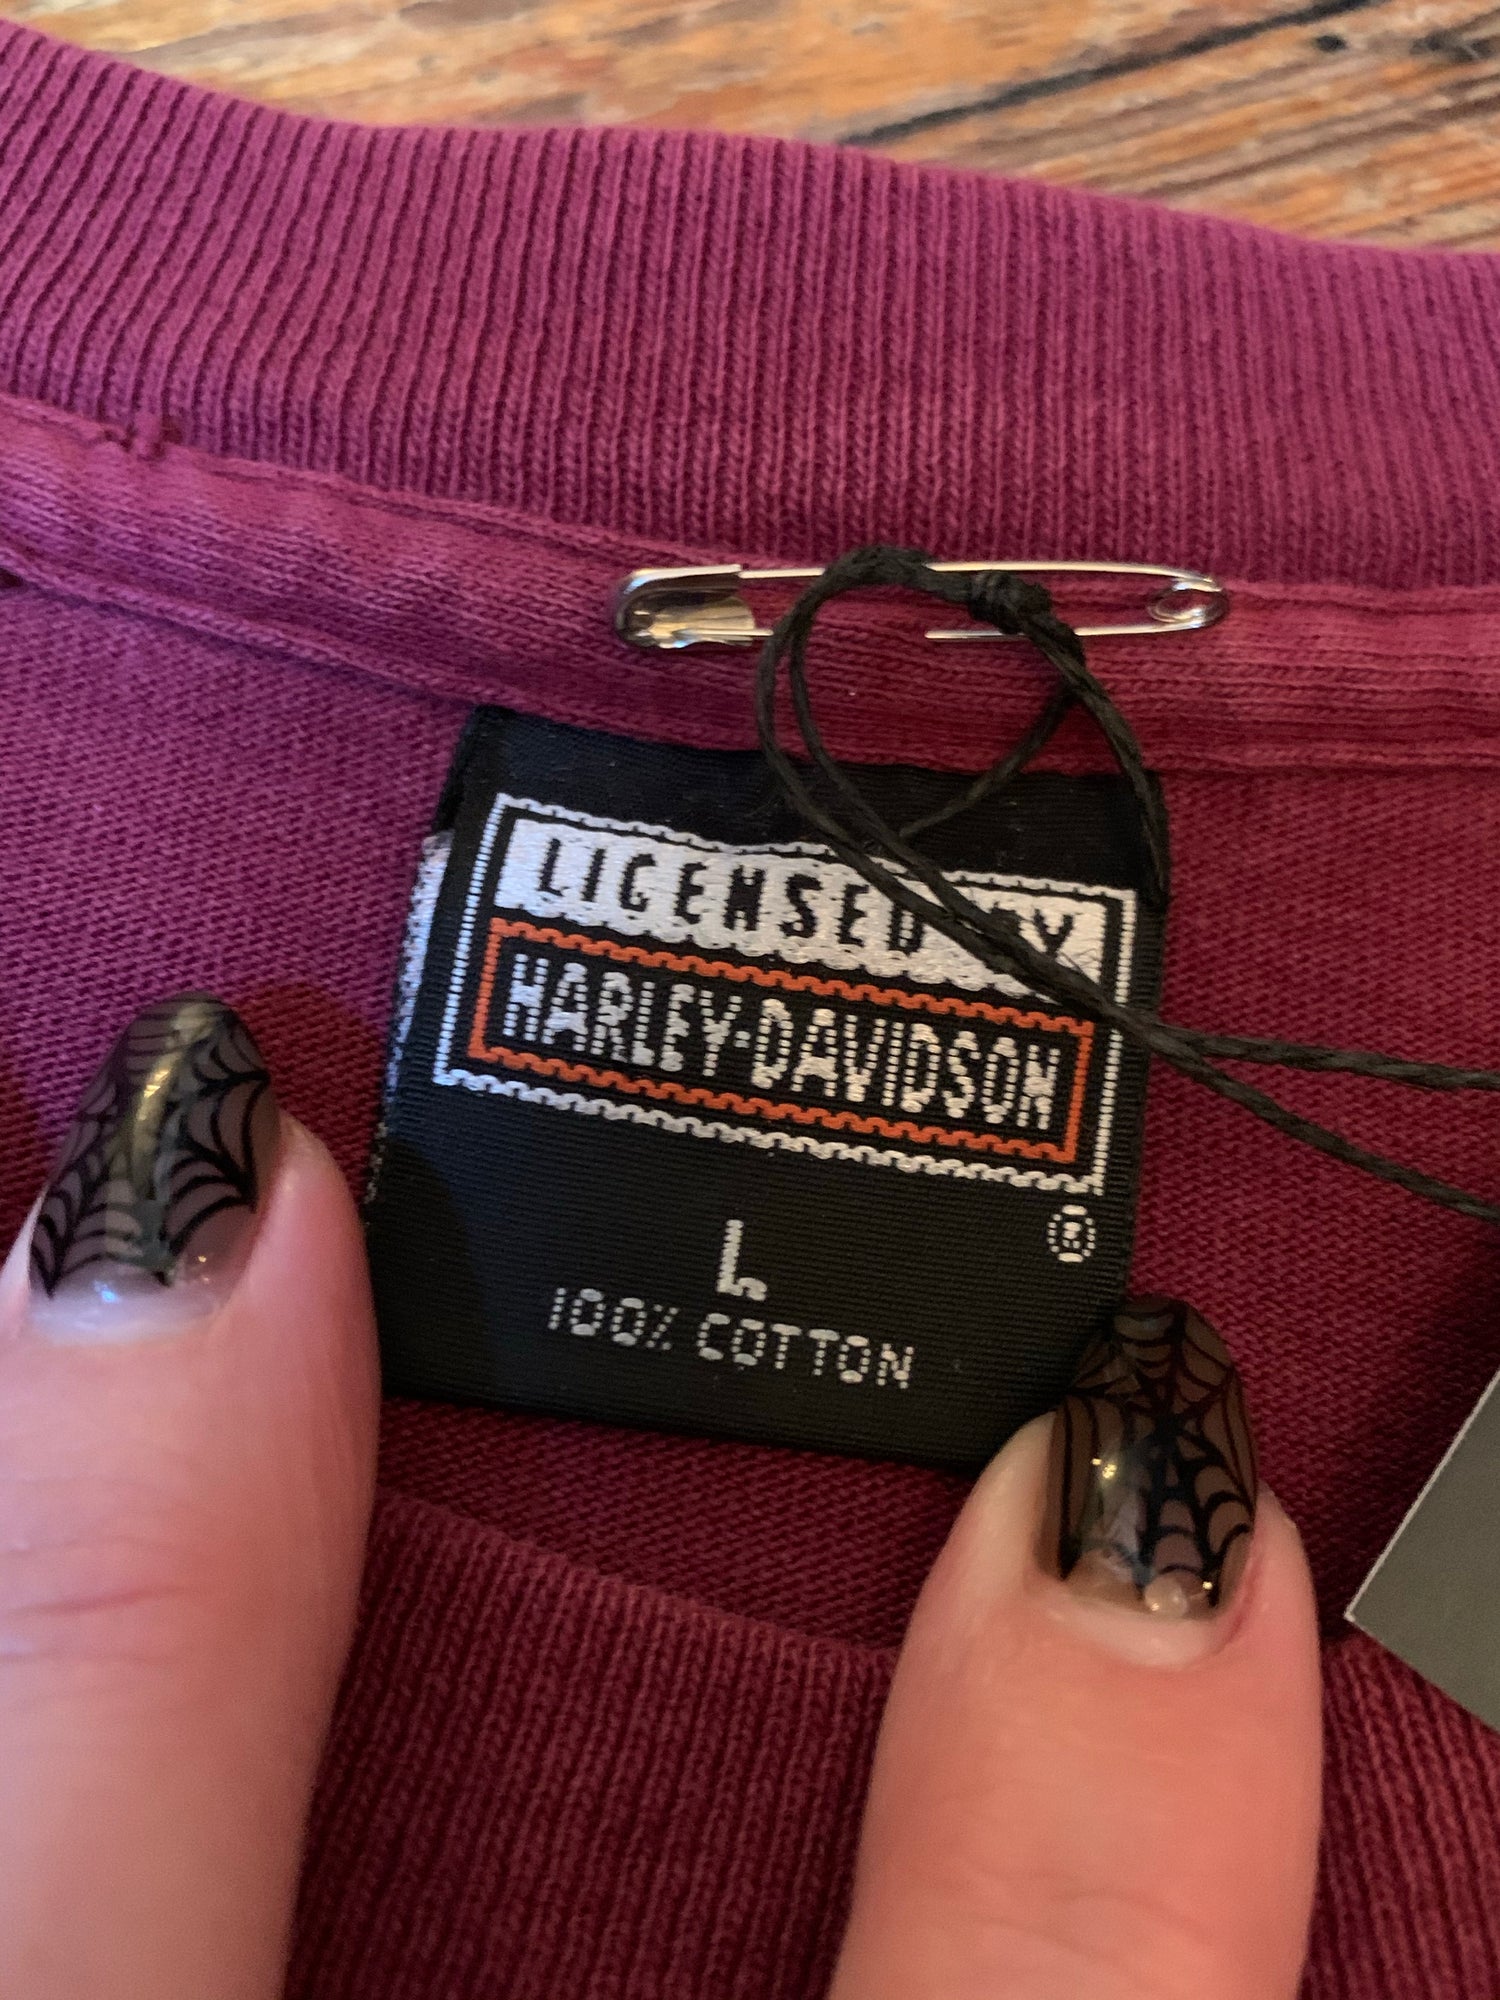 LICENSED BY
HARLEY-DAVIDSON
®
L
100% COTTON